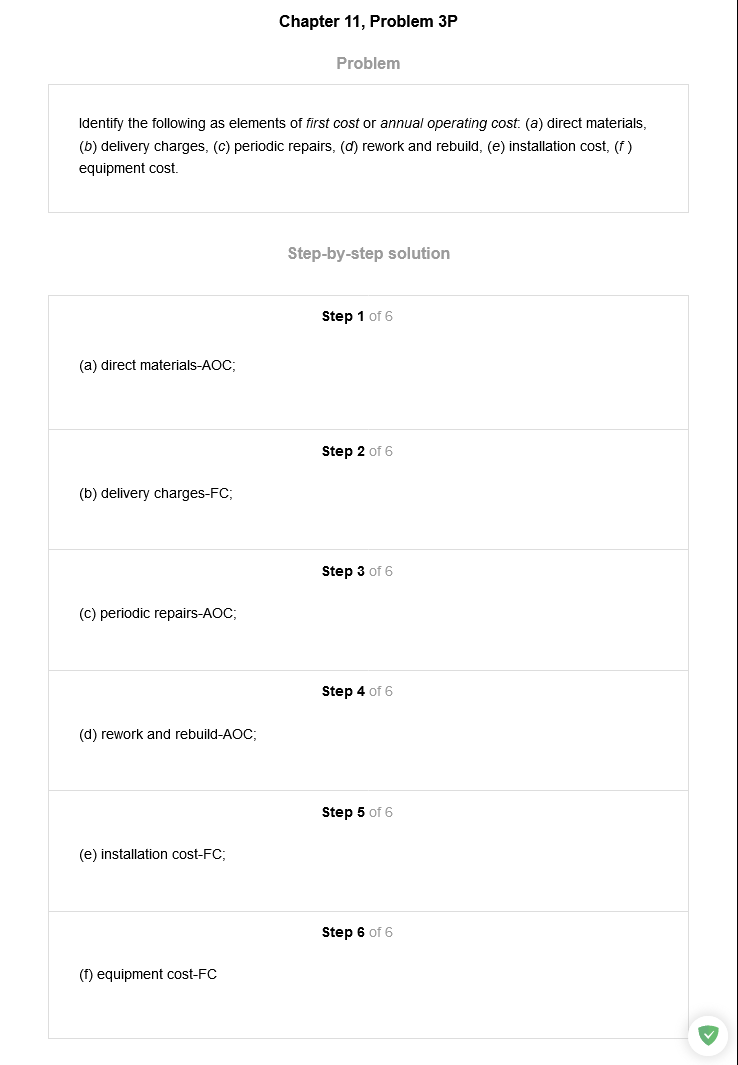 Chapter 11, Problem 3P
Problem
Identify the following as elements of first cost or annual operating cost: (a) direct materials,
(b) delivery charges, (c) periodic repairs, (d) rework and rebuild, (e) installation cost, (f )
equipment cost.
Step-by-step solution
Step 1 of 6
(a) direct materials-AOC;
Step 2 of 6
(b) delivery charges-FC;
Step 3 of 6
(c) periodic repairs-AOC;
Step 4 of 6
(d) rework and rebuild-AOC;
Step 5 of 6
(e) installation cost-FC;
Step 6 of 6
(f) equipment cost-FC